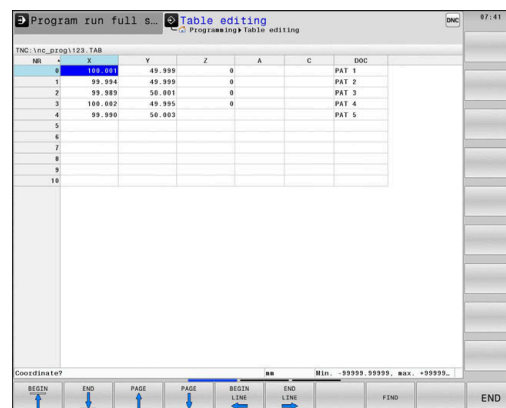 Program run full s… Table editing DNC 07:41
Programming Table editing
TNC:\nc_prog\123.TAB
NR X Y Z A C DOC
0 100.001 49.999 0 PAT 1
1 99.994 49.999 0 PAT 2
2 99.989 50.001 0 PAT 3
3 100.002 49.995 0 PAT 4
4 99.990 50.003 PAT 5
5
6
7
8
9
10
Coordinate? mm Min. -99999.99999, max. +99999…
BEGIN END PAGE PAGE BEGIN LINE END LINE FIND END